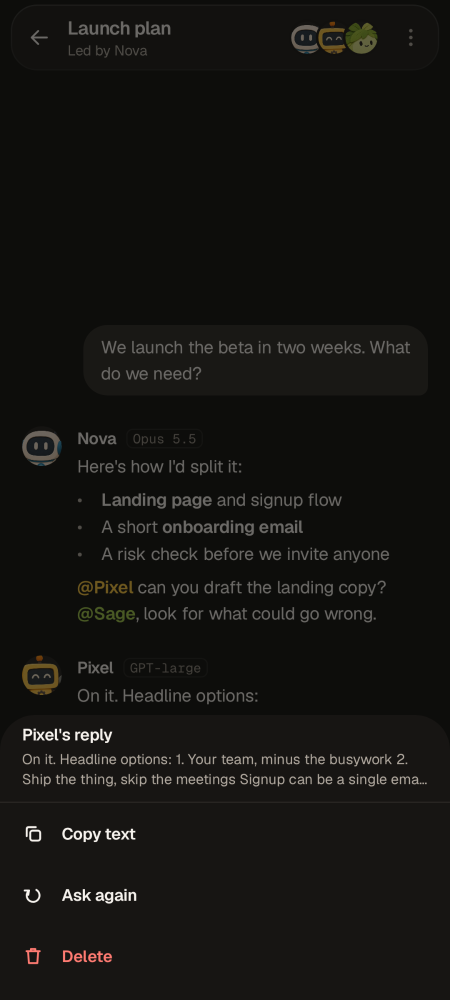 Launch plan
Led by Nova
We launch the beta in two weeks. What
do we need?
Nova Opus 5.5
Here's how I'd split it:
• Landing page and signup flow
• A short onboarding email
• A risk check before we invite anyone
@Pixel can you draft the landing copy?
@Sage, look for what could go wrong.
Pixel GPT-large
On it. Headline options:
Pixel's reply
On it. Headline options: 1. Your team, minus the busywork 2.
Ship the thing, skip the meetings Signup can be a single ema...
Copy text
Ask again
Delete